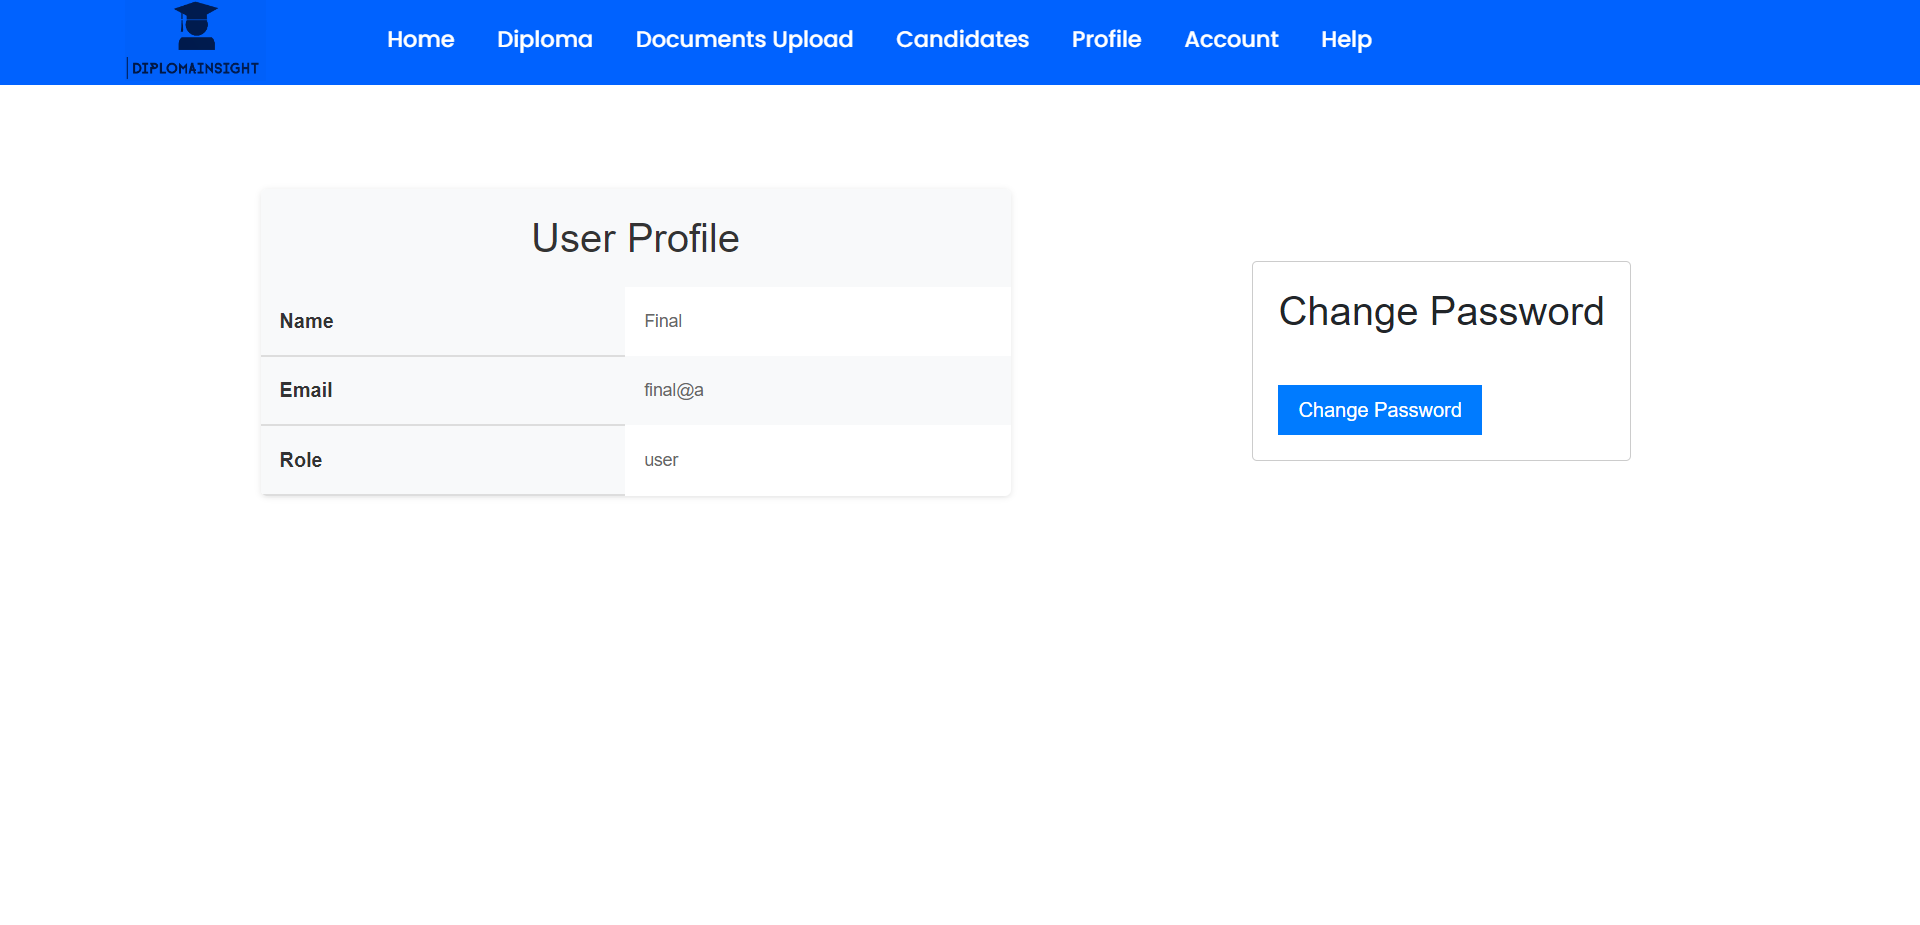 DIPLOMAINSIGHT
Home Diploma Documents Upload Candidates Profile Account Help
User Profile
Name Final
Email final@a
Role user
Change Password
Change Password